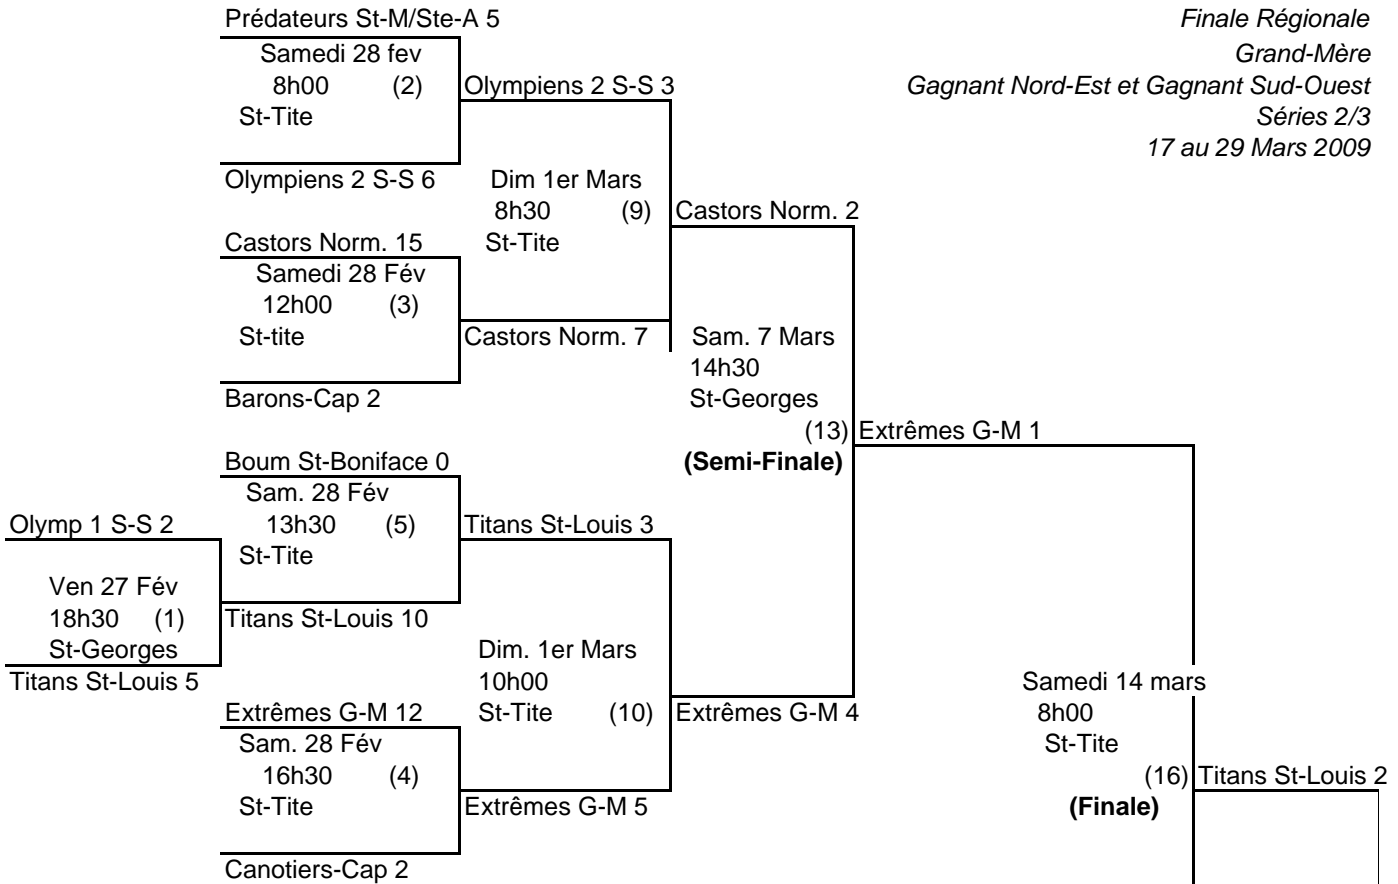 Prédateurs St-M/Ste-A 5
Finale Régionale
Samedi 28 fev
Grand-Mère
8h00 (2)
Olympiens 2 S-S 3
Gagnant Nord-Est et Gagnant Sud-Ouest
St-Tite
Séries 2/3
17 au 29 Mars 2009
Olympiens 2 S-S 6
Dim 1er Mars
8h30 (9)
Castors Norm. 2
Castors Norm. 15
St-Tite
Samedi 28 Fév
12h00 (3)
St-tite
Castors Norm. 7
Sam. 7 Mars
14h30
Barons-Cap 2
St-Georges
(13)
Extrêmes G-M 1
Boum St-Boniface 0
(Semi-Finale)
Sam. 28 Fév
Olymp 1 S-S 2
13h30 (5)
Titans St-Louis 3
St-Tite
Ven 27 Fév
18h30 (1)
Titans St-Louis 10
St-Georges
Dim. 1er Mars
Titans St-Louis 5
10h00
Samedi 14 mars
Extrêmes G-M 12
St-Tite (10)
Extrêmes G-M 4
8h00
Sam. 28 Fév
St-Tite
16h30 (4)
(16)
Titans St-Louis 2
St-Tite
Extrêmes G-M 5
(Finale)
Canotiers-Cap 2